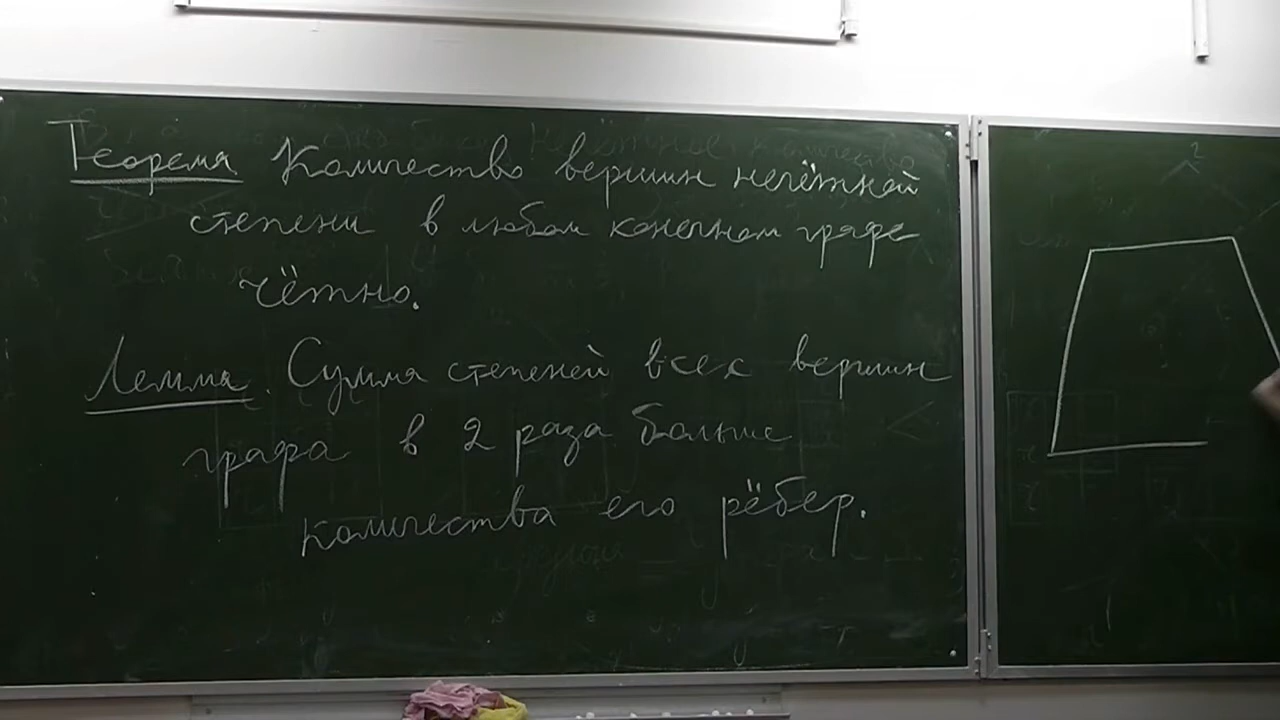 Теорема Количество вершин нечётной
степени в любом конечном графе
чётно.
Лемма. Сумма степеней всех вершин
графа в 2 раза больше
количества его рёбер.